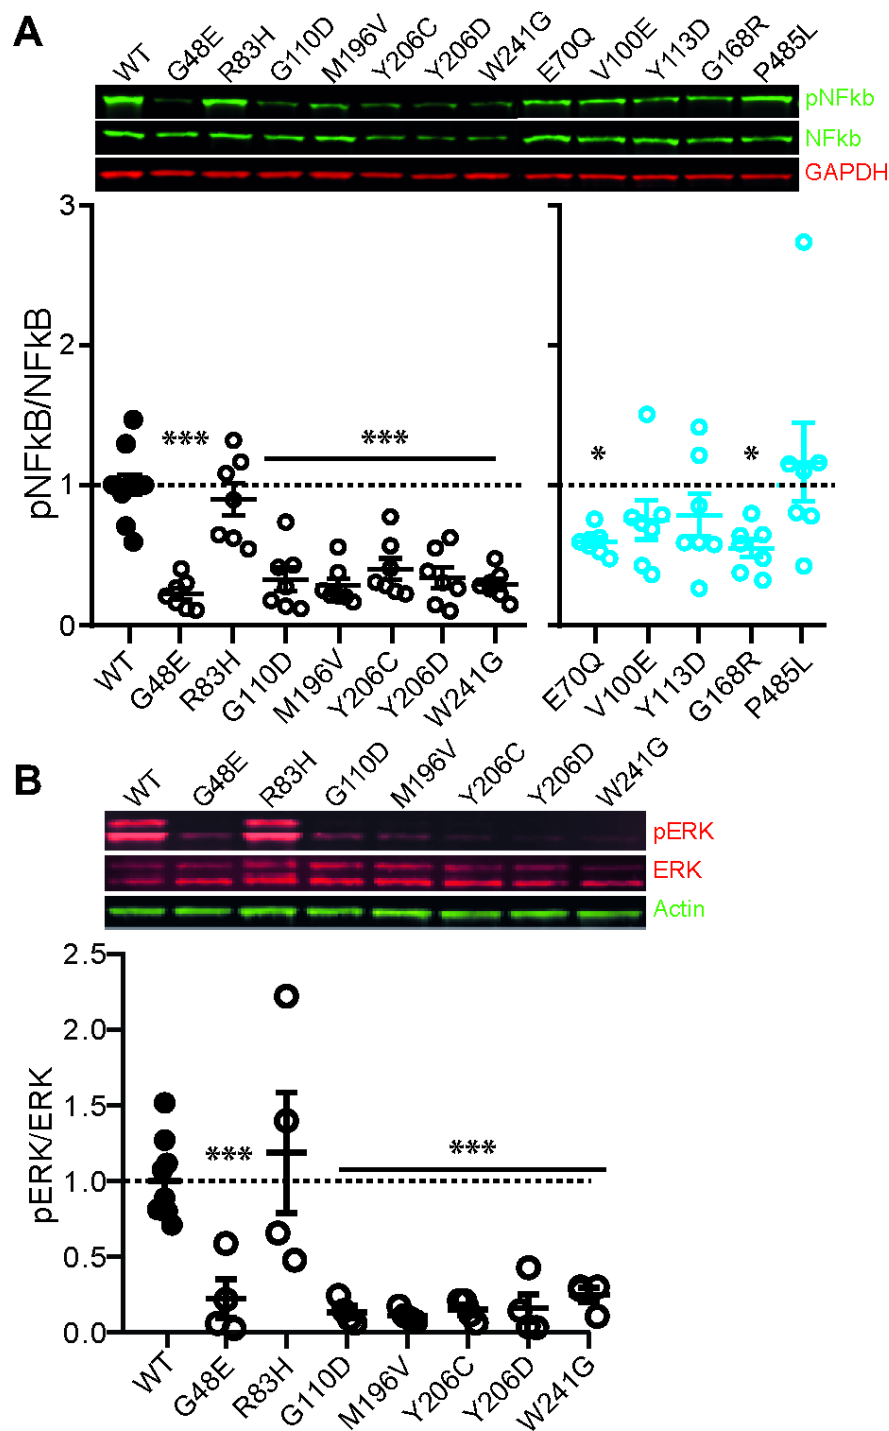 A
WT G48E R83H G110D M196V Y206C Y206D W241G E70Q V100E Y113D G168R P485L
pNFkb
NFkb
GAPDH
3
2
1
0
pNFkB/NFkB
*** *** * *
WT G48E R83H G110D M196V Y206C Y206D W241G E70Q V100E Y113D G168R P485L
B
WT G48E R83H G110D M196V Y206C Y206D W241G
pERK
ERK
Actin
2.5
2.0
1.5
1.0
0.5
0.0
pERK/ERK
*** ***
WT G48E R83H G110D M196V Y206C Y206D W241G